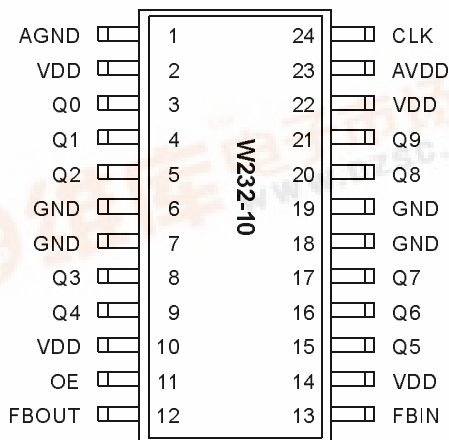 AGND 1 24 CLK
VDD 2 23 AVDD
Q0 3 22 VDD
Q1 4 21 Q9
Q2 5 20 Q8
GND 6 19 GND
GND 7 18 GND
Q3 8 17 Q7
Q4 9 16 Q6
VDD 10 15 Q5
OE 11 14 VDD
FBOUT 12 13 FBIN
W232-10